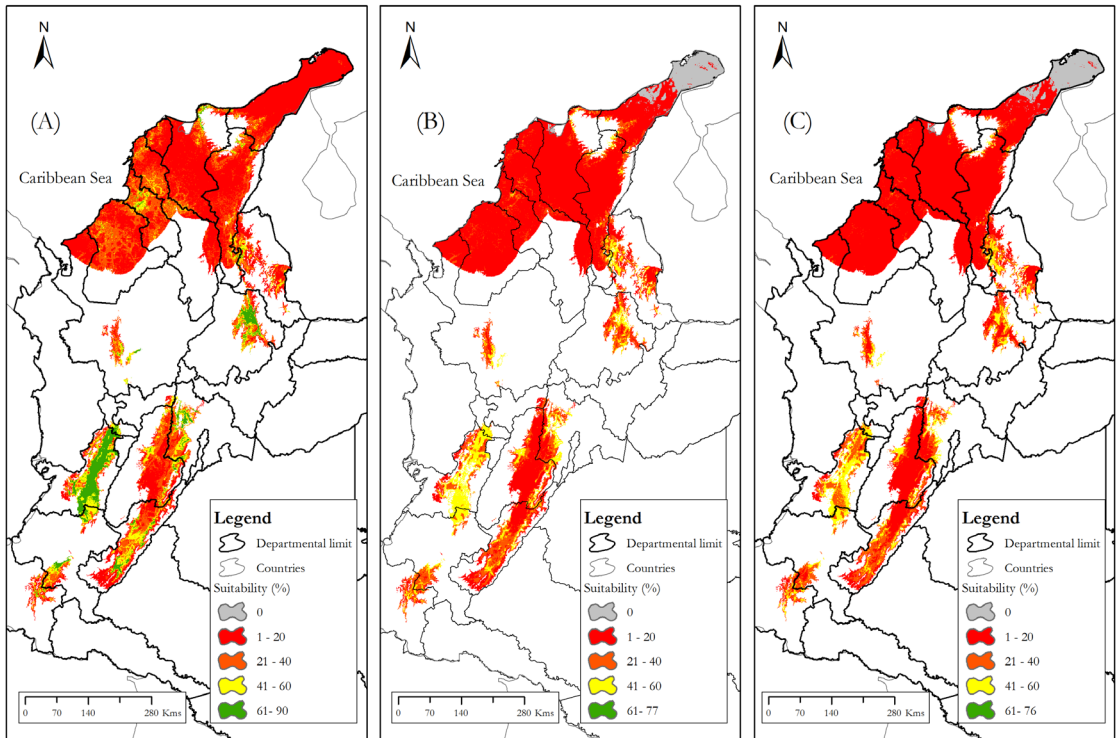 N
(A)
Caribbean Sea
Legend
Departmental limit
Countries
Suitability (%)
0
1 - 20
21 - 40
41 - 60
61- 90
0 70 140 280 Kms
N
(B)
Caribbean Sea
Legend
Departmental limit
Countries
Suitability (%)
0
1 - 20
21 - 40
41 - 60
61- 77
0 70 140 280 Kms
N
(C)
Caribbean Sea
Legend
Departmental limit
Countries
Suitability (%)
0
1 - 20
21 - 40
41 - 60
61- 76
0 70 140 280 Kms